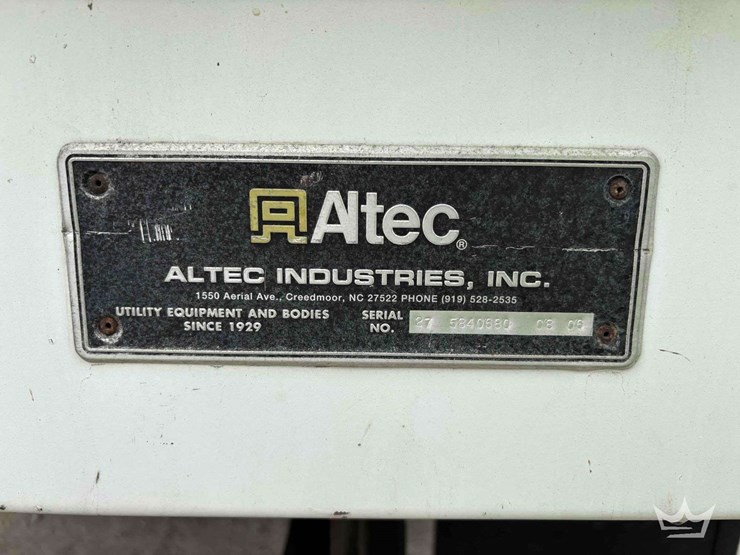 Altec®
ALTEC INDUSTRIES, INC.
1550 Aerial Ave., Creedmoor, NC 27522 PHONE (919) 528-2535
UTILITY EQUIPMENT AND BODIES
SINCE 1929
SERIAL
NO.